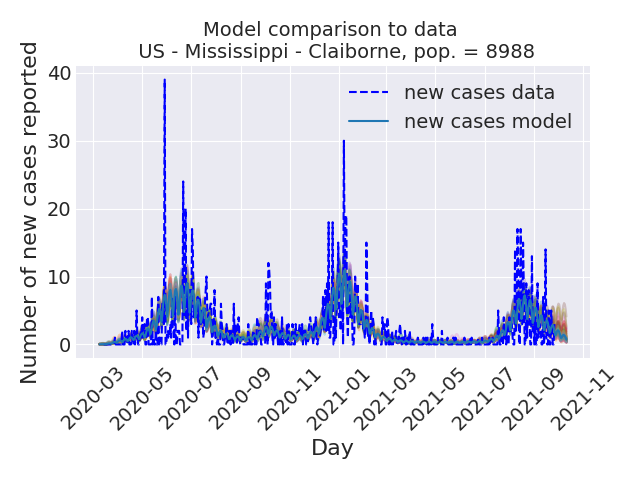 Model comparison to data
US - Mississippi - Claiborne, pop. = 8988
Number of new cases reported
40
30
20
10
0
new cases data
new cases model
2020-03
2020-05
2020-07
2020-09
2020-11
2021-01
2021-03
2021-05
2021-07
2021-09
2021-11
Day